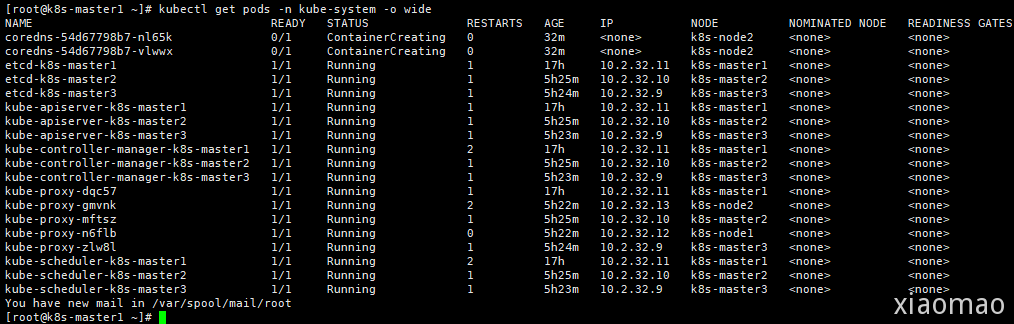 [root@k8s-master1 ~]# kubectl get pods -n kube-system -o wide
NAME READY STATUS RESTARTS AGE IP NODE NOMINATED NODE READINESS GATES
coredns-54d67798b7-nl65k 0/1 ContainerCreating 0 32m <none> k8s-node2 <none> <none>
coredns-54d67798b7-vlwwx 0/1 ContainerCreating 0 32m <none> k8s-node2 <none> <none>
etcd-k8s-master1 1/1 Running 1 17h 10.2.32.11 k8s-master1 <none> <none>
etcd-k8s-master2 1/1 Running 1 5h25m 10.2.32.10 k8s-master2 <none> <none>
etcd-k8s-master3 1/1 Running 1 5h24m 10.2.32.9 k8s-master3 <none> <none>
kube-apiserver-k8s-master1 1/1 Running 1 17h 10.2.32.11 k8s-master1 <none> <none>
kube-apiserver-k8s-master2 1/1 Running 1 5h25m 10.2.32.10 k8s-master2 <none> <none>
kube-apiserver-k8s-master3 1/1 Running 1 5h23m 10.2.32.9 k8s-master3 <none> <none>
kube-controller-manager-k8s-master1 1/1 Running 2 17h 10.2.32.11 k8s-master1 <none> <none>
kube-controller-manager-k8s-master2 1/1 Running 1 5h25m 10.2.32.10 k8s-master2 <none> <none>
kube-controller-manager-k8s-master3 1/1 Running 1 5h23m 10.2.32.9 k8s-master3 <none> <none>
kube-proxy-dqc57 1/1 Running 1 17h 10.2.32.11 k8s-master1 <none> <none>
kube-proxy-gmvnk 1/1 Running 2 5h22m 10.2.32.13 k8s-node2 <none> <none>
kube-proxy-mftsz 1/1 Running 1 5h25m 10.2.32.10 k8s-master2 <none> <none>
kube-proxy-n6flb 1/1 Running 0 5h22m 10.2.32.12 k8s-node1 <none> <none>
kube-proxy-zlw8l 1/1 Running 1 5h24m 10.2.32.9 k8s-master3 <none> <none>
kube-scheduler-k8s-master1 1/1 Running 2 17h 10.2.32.11 k8s-master1 <none> <none>
kube-scheduler-k8s-master2 1/1 Running 1 5h25m 10.2.32.10 k8s-master2 <none> <none>
kube-scheduler-k8s-master3 1/1 Running 1 5h23m 10.2.32.9 k8s-master3 <none> <none>
You have new mail in /var/spool/mail/root
[root@k8s-master1 ~]#
xiaomao